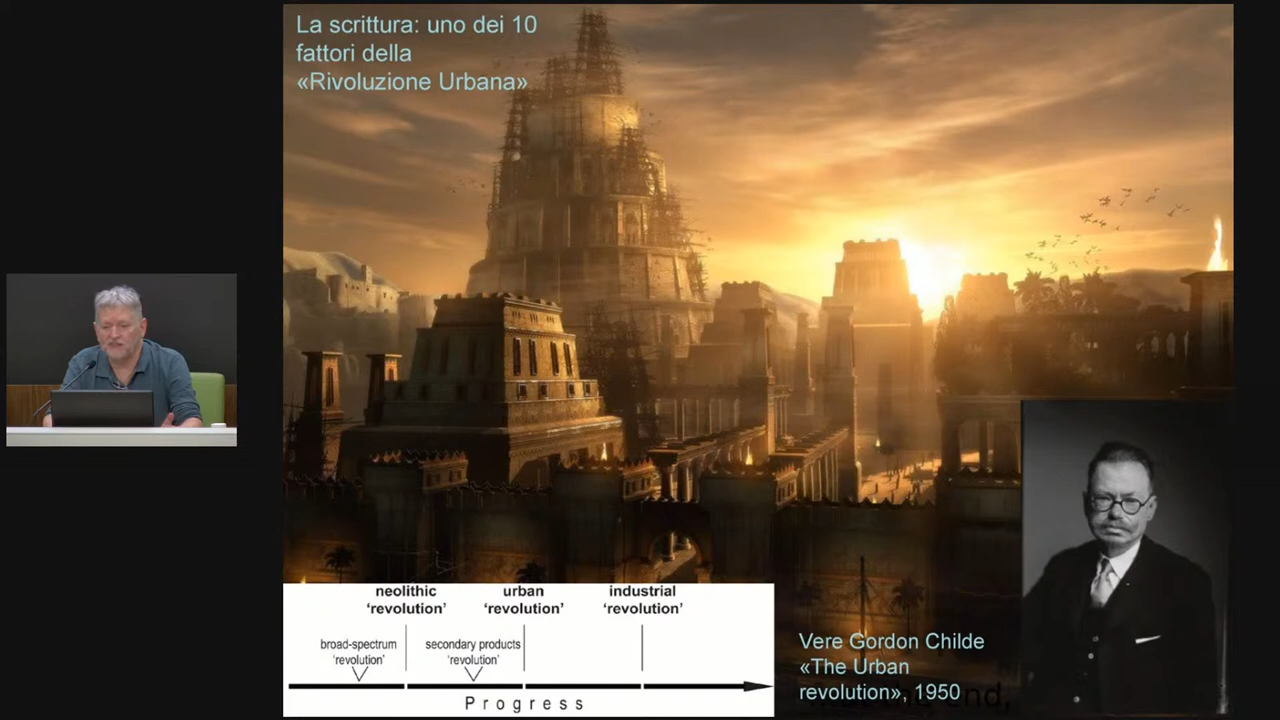 La scrittura: uno dei 10
fattori della
«Rivoluzione Urbana»
neolithic
'revolution'
urban
'revolution'
industrial
'revolution'
broad-spectrum
'revolution'
secondary products
'revolution'
Progress
Vere Gordon Childe
«The Urban
revolution», 1950